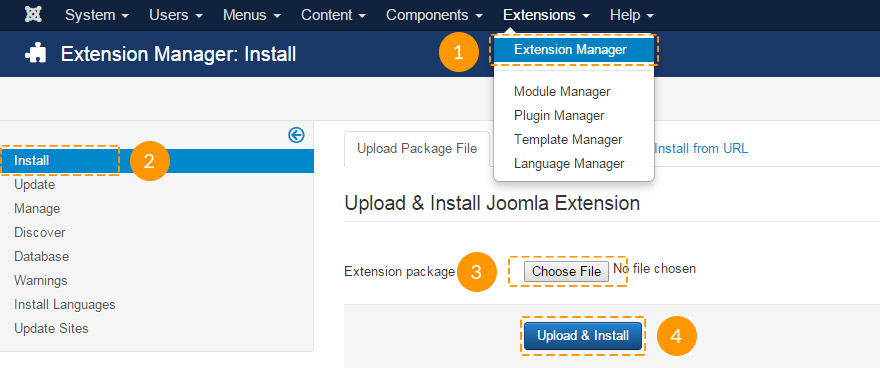 System Users Menus Content Components Extensions Help
1
Extension Manager
Extension Manager: Install
Module Manager
Plugin Manager
Template Manager
Language Manager
Install
2
Update
Manage
Discover
Database
Warnings
Install Languages
Update Sites
Upload Package File
Install from URL
Upload & Install Joomla Extension
Extension package
3
Choose File No file chosen
Upload & Install
4